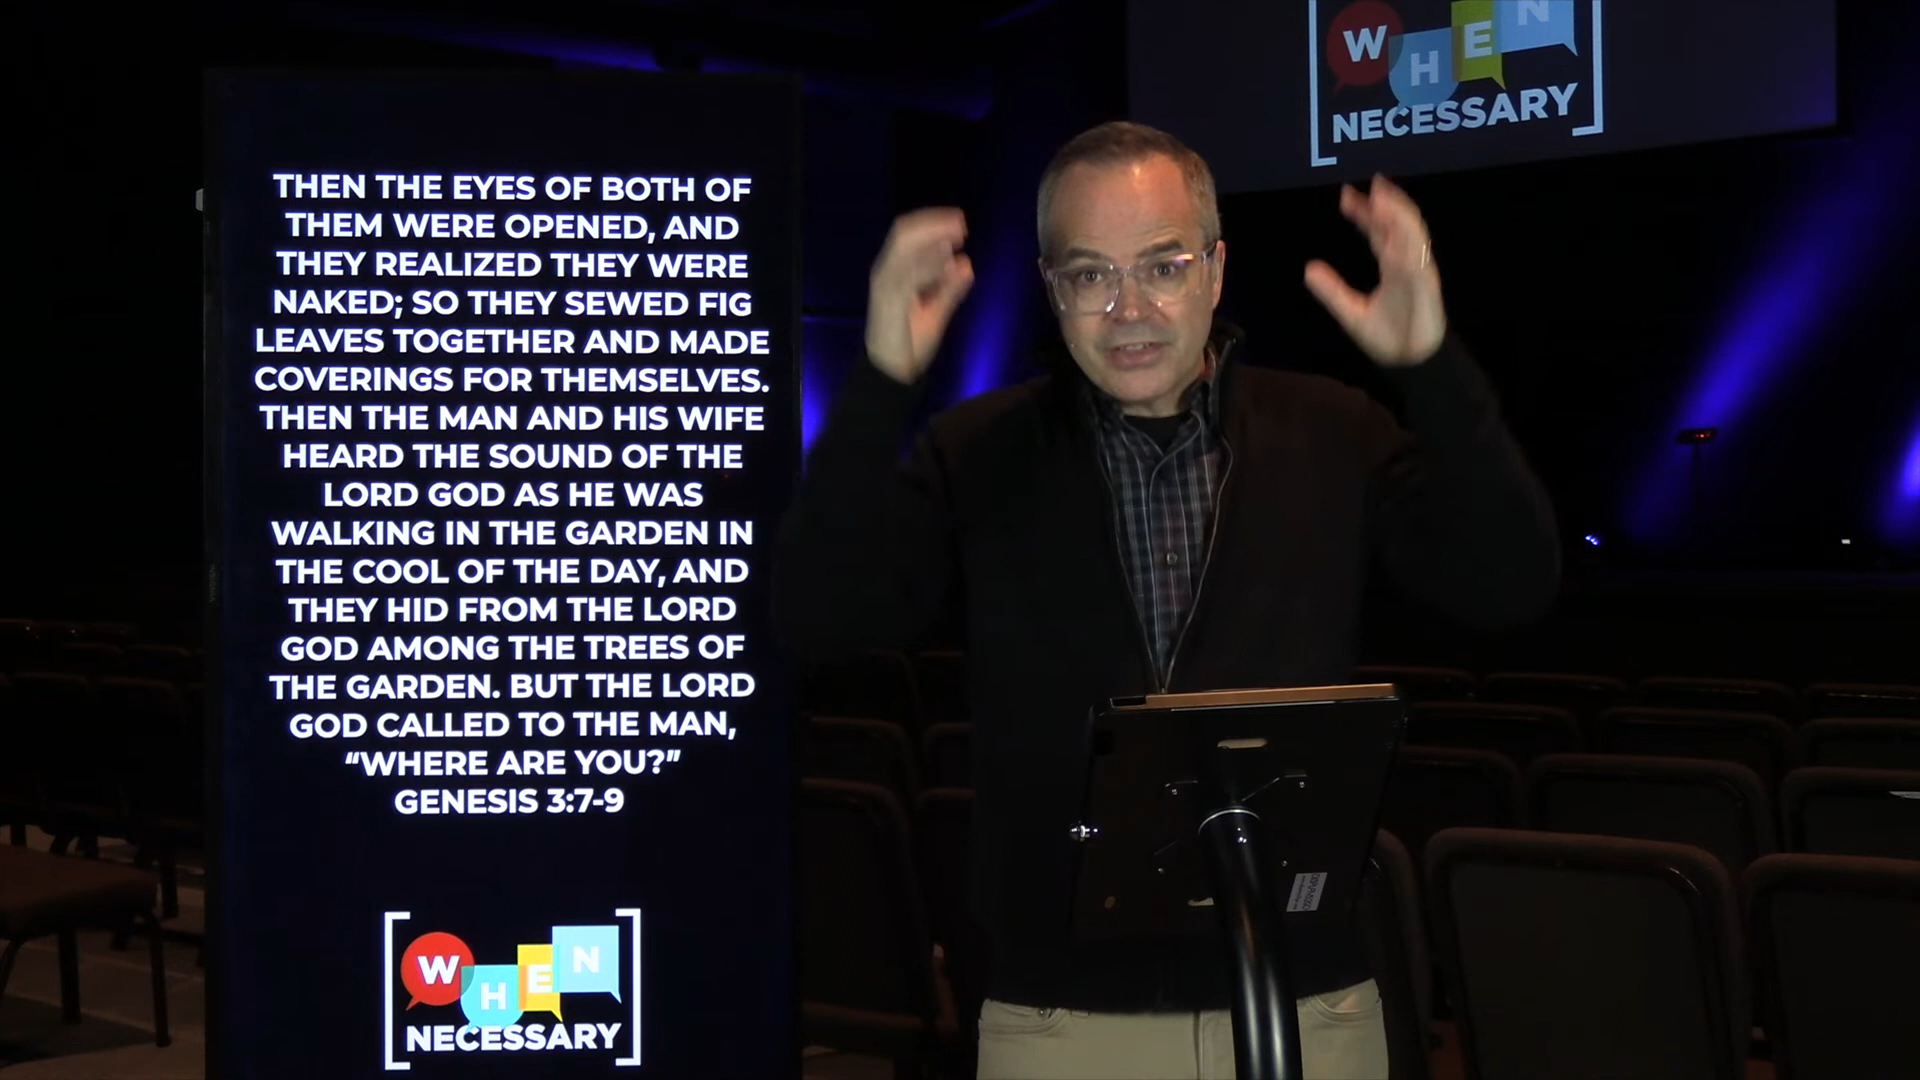 THEN THE EYES OF BOTH OF
THEM WERE OPENED, AND
THEY REALIZED THEY WERE
NAKED; SO THEY SEWED FIG
LEAVES TOGETHER AND MADE
COVERINGS FOR THEMSELVES.
THEN THE MAN AND HIS WIFE
HEARD THE SOUND OF THE
LORD GOD AS HE WAS
WALKING IN THE GARDEN IN
THE COOL OF THE DAY, AND
THEY HID FROM THE LORD
GOD AMONG THE TREES OF
THE GARDEN. BUT THE LORD
GOD CALLED TO THE MAN,
“WHERE ARE YOU?”
GENESIS 3:7-9
WHEN
NECESSARY
WHEN
NECESSARY